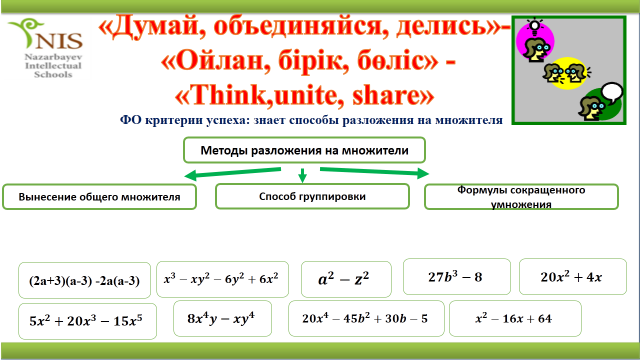 NIS
Nazarbayev
Intellectual
Schools
«Думай, объединяйся, делись»-
«Ойлан, бірік, бөліс» -
«Think,unite, share»
ФО критерии успеха: знает способы разложения на множителя
Методы разложения на множители
Вынесение общего множителя
Способ группировки
Формулы сокращенного
умножения
(2a+3)(a-3) -2a(a-3)
x³ − xy² − 6y² + 6x²
a² − z²
27b³ − 8
20x² + 4x
5x² + 20x³ − 15x⁵
8x⁴y − xy⁴
20x⁴ − 45b² + 30b − 5
x² − 16x + 64